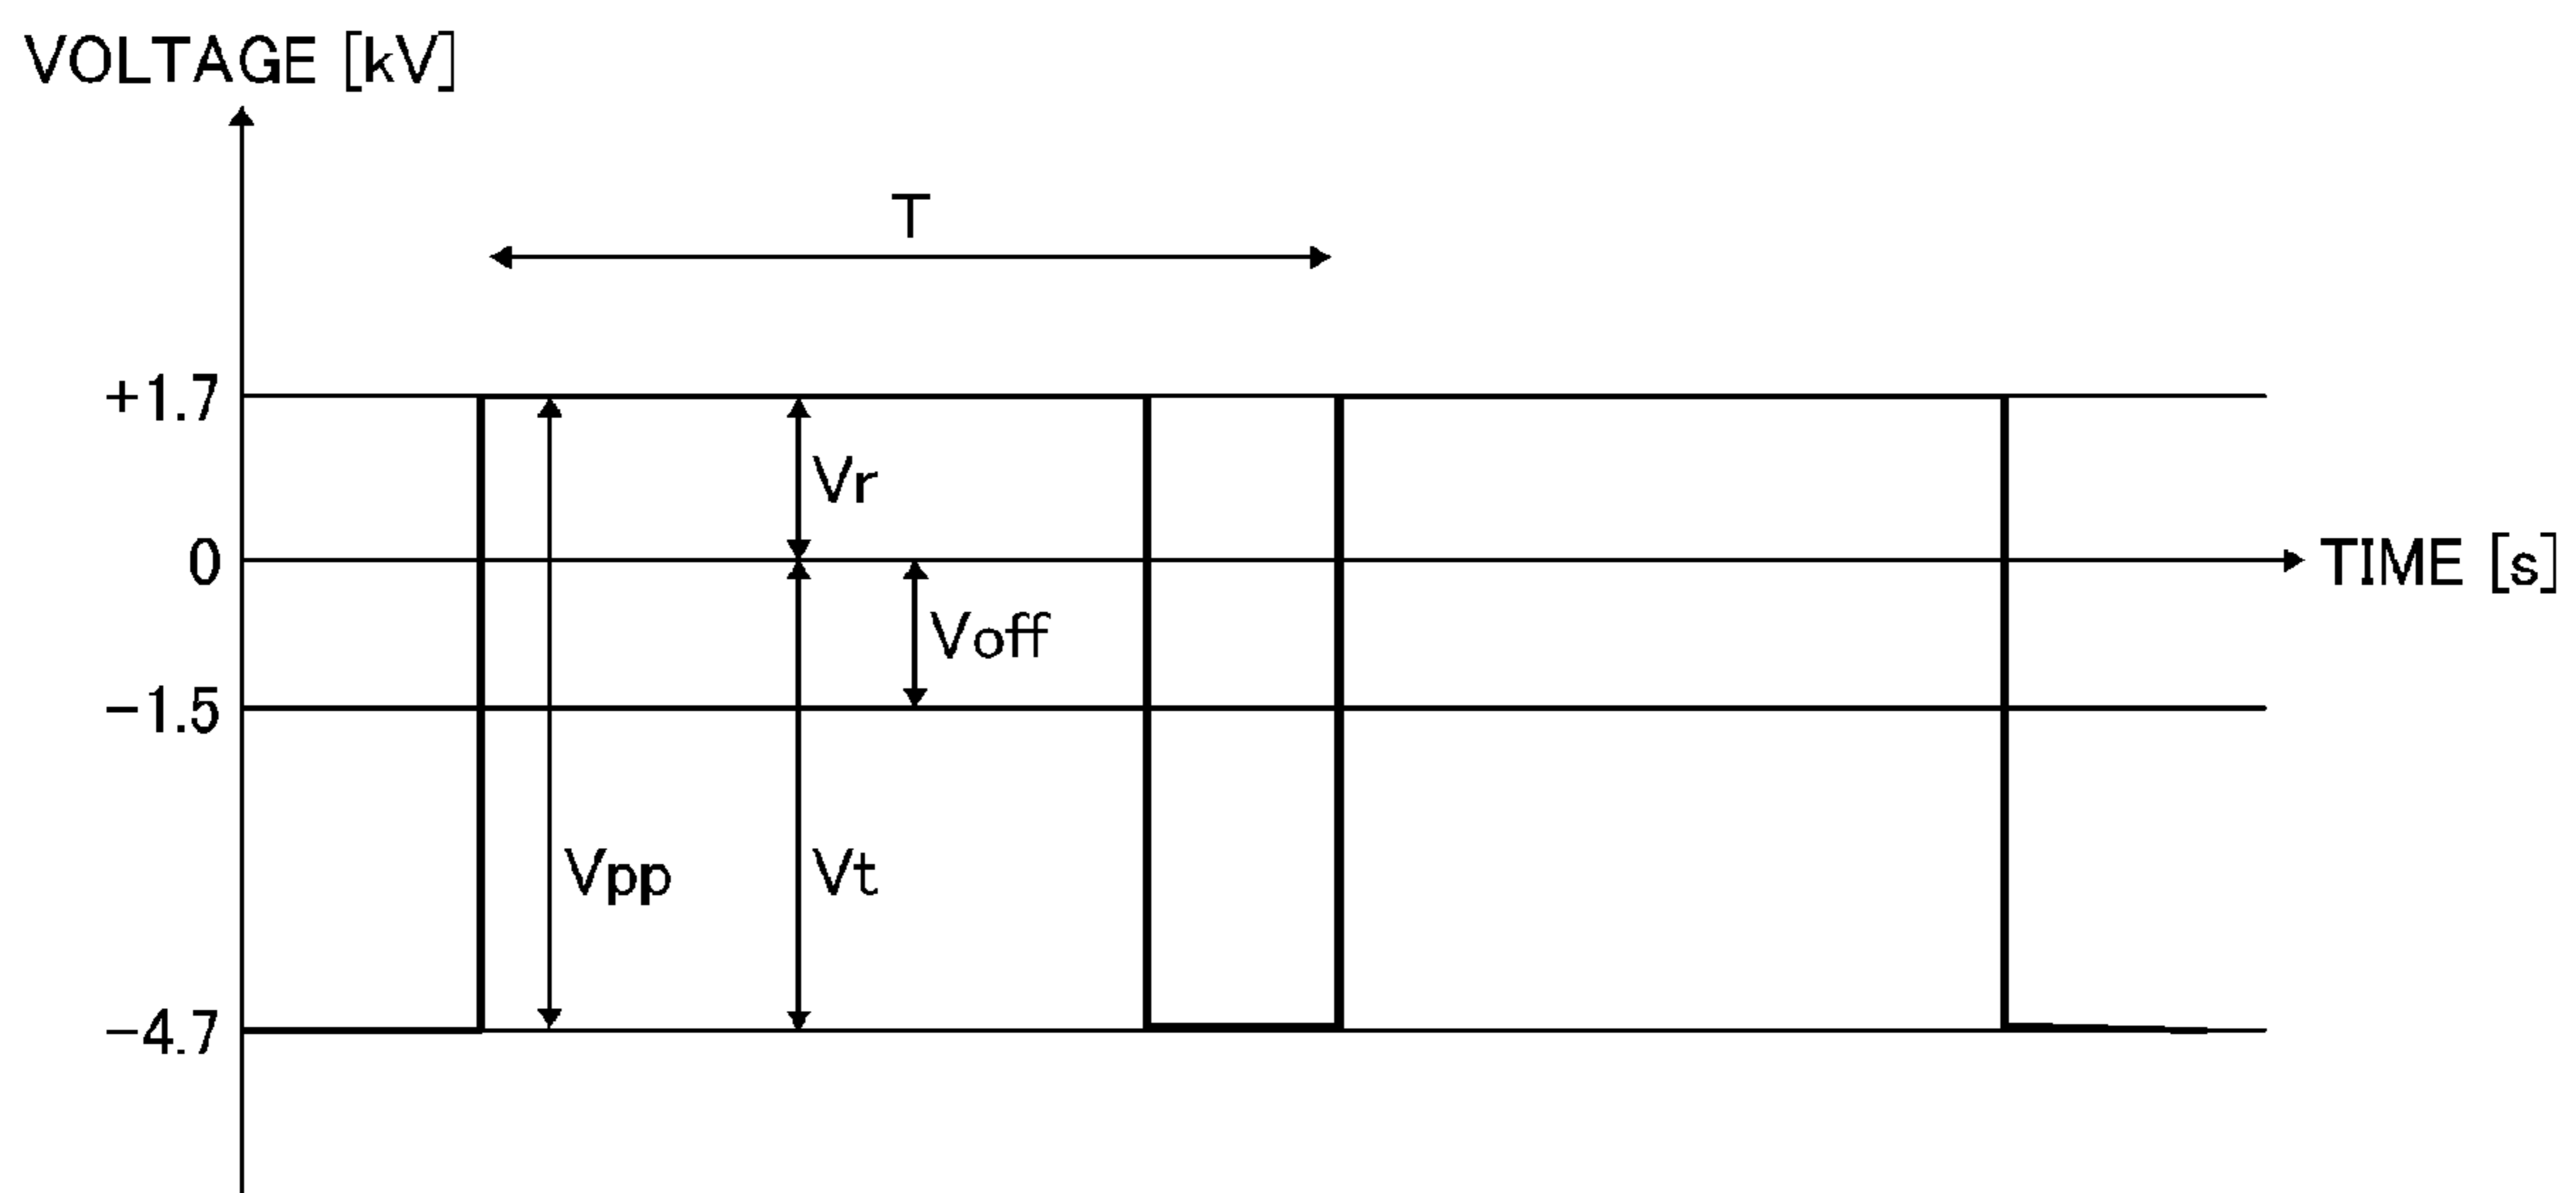 VOLTAGE [kV]
T
+1.7
Vr
0
TIME [s]
Voff
-1.5
Vpp
Vt
-4.7